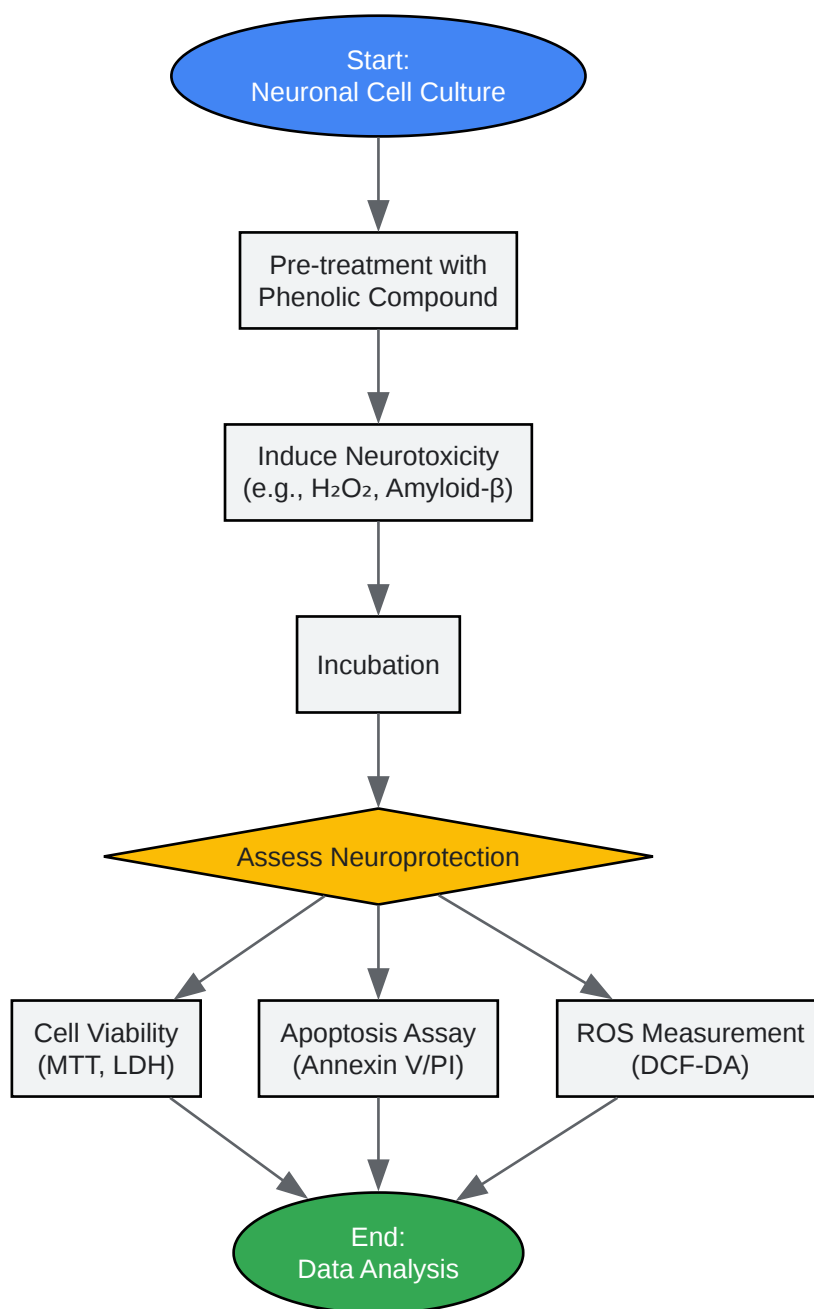 Start:
Neuronal Cell Culture
Pre-treatment with
Phenolic Compound
Induce Neurotoxicity
(e.g., H₂O₂, Amyloid-β)
Incubation
Assess Neuroprotection
Cell Viability
(MTT, LDH)
Apoptosis Assay
(Annexin V/PI)
ROS Measurement
(DCF-DA)
End:
Data Analysis